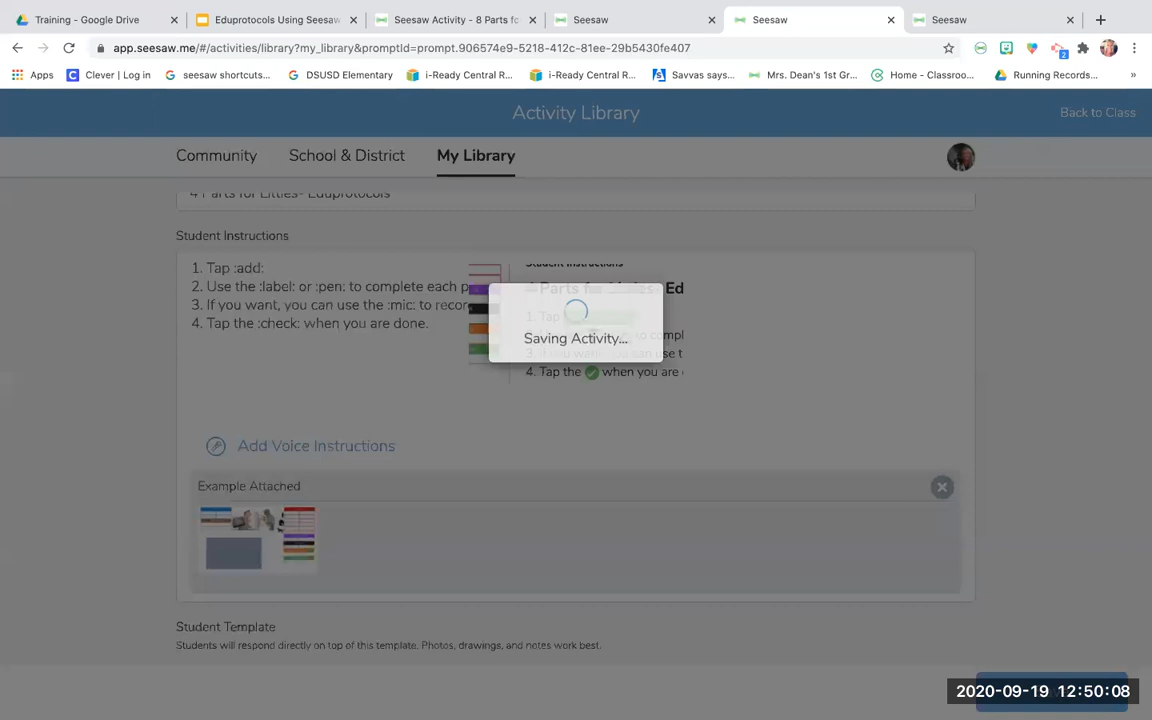 Training - Google Drive
Eduprotocols Using Seesaw
Seesaw Activity - 8 Parts fo
Seesaw
Seesaw
Seesaw
app.seesaw.me/#/activities/library?my_library&promptId=prompt.906574e9-5218-412c-81ee-29b5430fe407
2
Apps
Clever | Log in
seesaw shortcuts...
DSUSD Elementary
i-Ready Central R...
i-Ready Central R...
Savvas says...
Mrs. Dean's 1st Gr...
Home - Classroo...
Running Records...
»
Activity Library
Back to Class
Community
School & District
My Library
4 Parts for Litties- Eduprotocols
Student Instructions
1. Tap :add:
2. Use the :label: or :pen: to complete each p
3. If you want, you can use the :mic: to recor
4. Tap the :check: when you are done.
Student Instructions
Parts for Ed
1. Tap
to compl
3. If you want you can use t
4. Tap the when you are
Saving Activity...
Add Voice Instructions
Example Attached
Student Template
Students will respond directly on top of this template. Photos, drawings, and notes work best.
2020-09-19 12:50:08